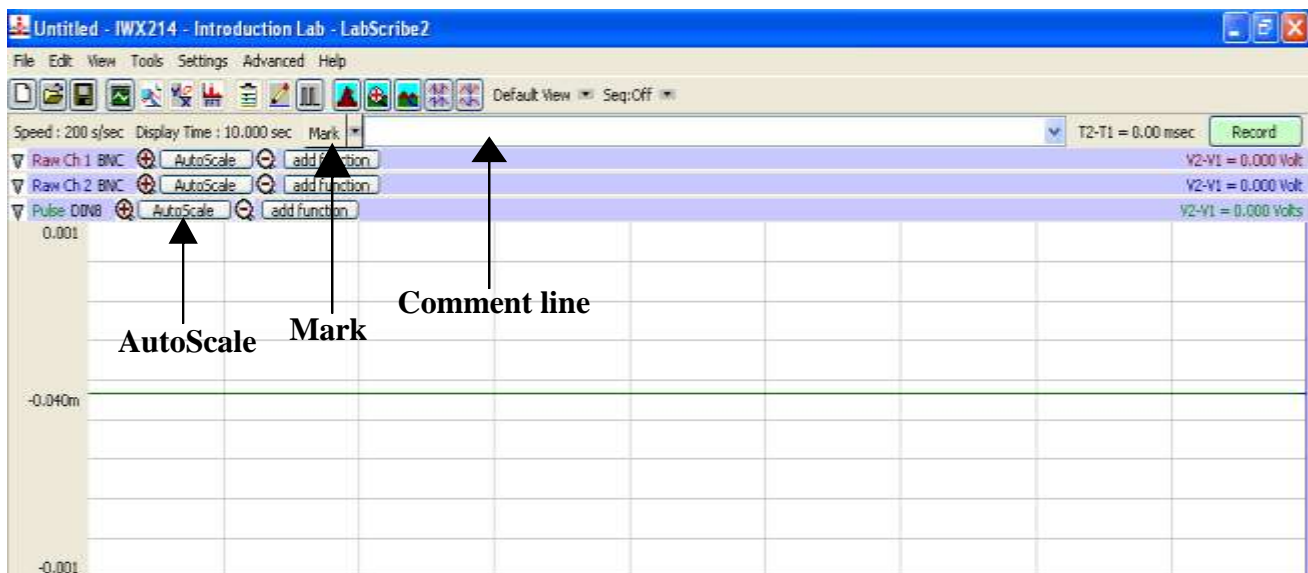 Untitled - IWX214 - Introduction Lab - LabScribe2
File Edit View Tools Settings Advanced Help
Default View Seq:Off
Speed : 200 s/sec Display Time : 10.000 sec Mark T2-T1 = 0.00 msec Record
Raw Ch 1 BNC AutoScale add function V2-V1 = 0.000 Volt
Raw Ch 2 BNC AutoScale add function V2-V1 = 0.000 Volt
Pulse DIN8 AutoScale add function V2-V1 = 0.000 Volts
0.001
Comment line
Mark
AutoScale
-0.040m
-0.001